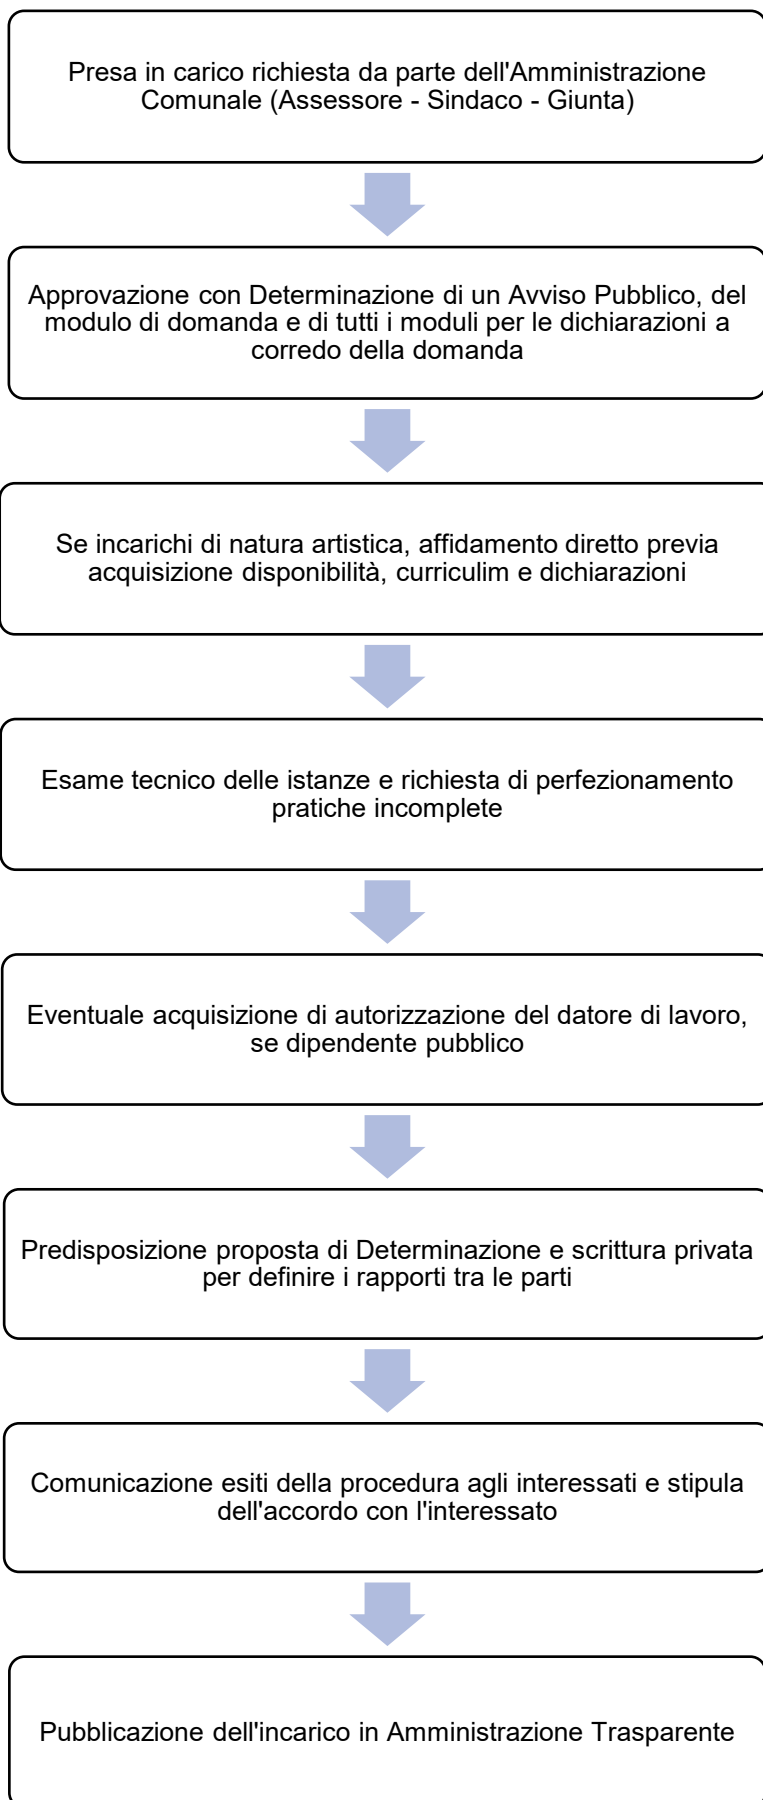 Presa in carico richiesta da parte dell'Amministrazione
Comunale (Assessore - Sindaco - Giunta)
Approvazione con Determinazione di un Avviso Pubblico, del
modulo di domanda e di tutti i moduli per le dichiarazioni a
corredo della domanda
Se incarichi di natura artistica, affidamento diretto previa
acquisizione disponibilità, curriculim e dichiarazioni
Esame tecnico delle istanze e richiesta di perfezionamento
pratiche incomplete
Eventuale acquisizione di autorizzazione del datore di lavoro,
se dipendente pubblico
Predisposizione proposta di Determinazione e scrittura privata
per definire i rapporti tra le parti
Comunicazione esiti della procedura agli interessati e stipula
dell'accordo con l'interessato
Pubblicazione dell'incarico in Amministrazione Trasparente